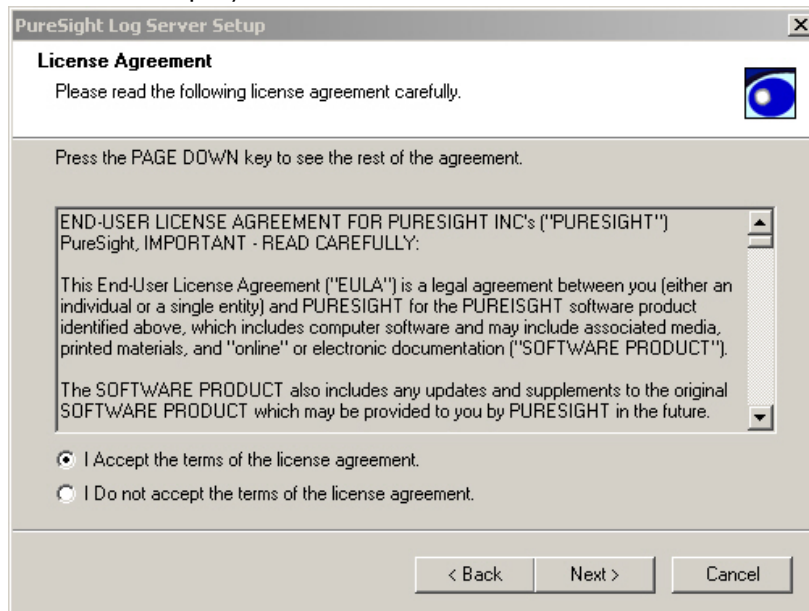 PureSight Log Server Setup
License Agreement
Please read the following license agreement carefully.
Press the PAGE DOWN key to see the rest of the agreement.
END-USER LICENSE AGREEMENT FOR PURESIGHT INC's ("PURESIGHT")
PureSight, IMPORTANT - READ CAREFULLY:
This End-User License Agreement ("EULA") is a legal agreement between you (either an
individual or a single entity) and PURESIGHT for the PUREISGHT software product
identified above, which includes computer software and may include associated media,
printed materials, and "online" or electronic documentation ("SOFTWARE PRODUCT").
The SOFTWARE PRODUCT also includes any updates and supplements to the original
SOFTWARE PRODUCT which may be provided to you by PURESIGHT in the future.
I Accept the terms of the license agreement.
I Do not accept the terms of the license agreement.
< Back Next > Cancel